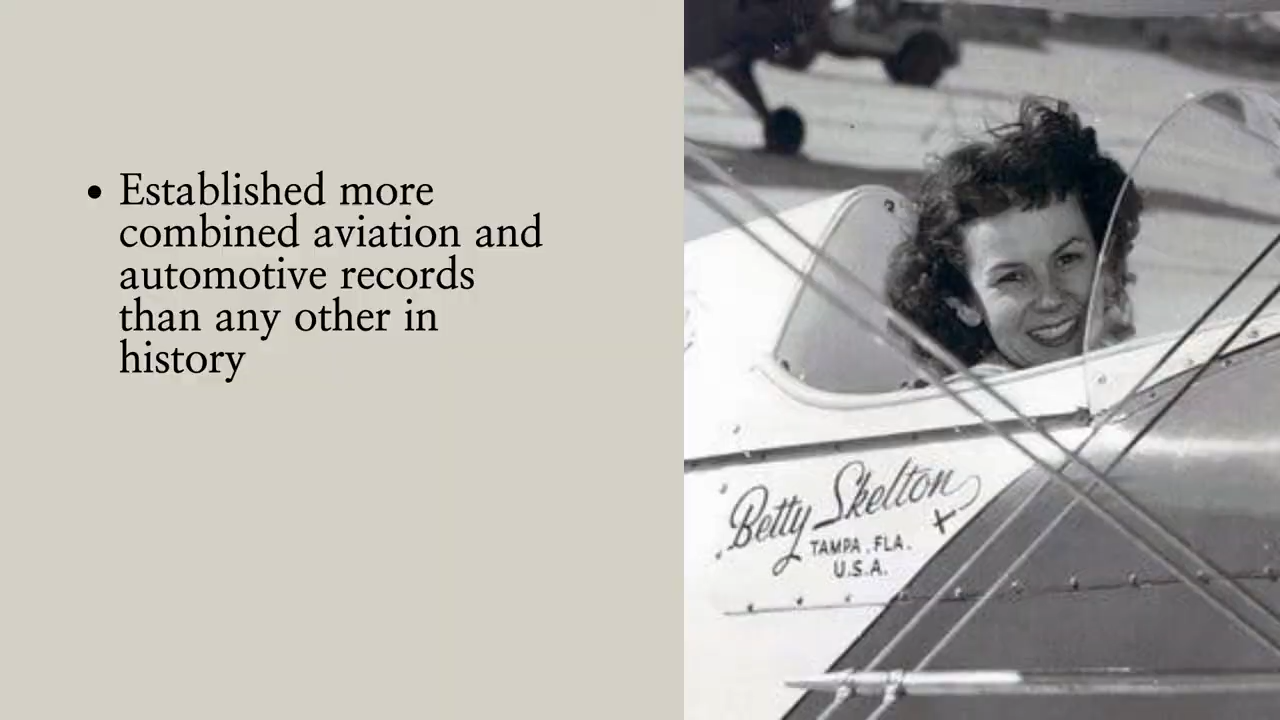 • Established more
combined aviation and
automotive records
than any other in
history
Betty Skelton
TAMPA . FLA.
U.S.A.